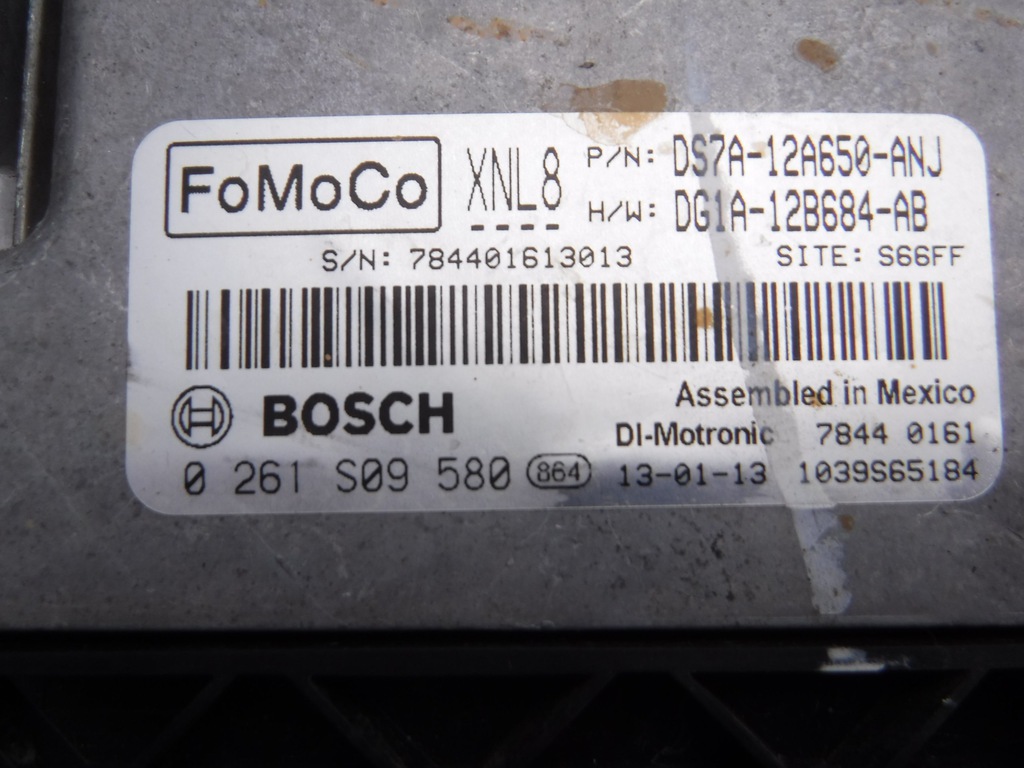 FoMoCo XNL8 P/N: DS7A-12A650-ANJ
H/W: DG1A-12B684-AB
S/N: 784401613013 SITE: S66FF
BOSCH Assembled in Mexico
DI-Motronic 7844 0161
0 261 S09 580 864 13-01-13 1039S65184